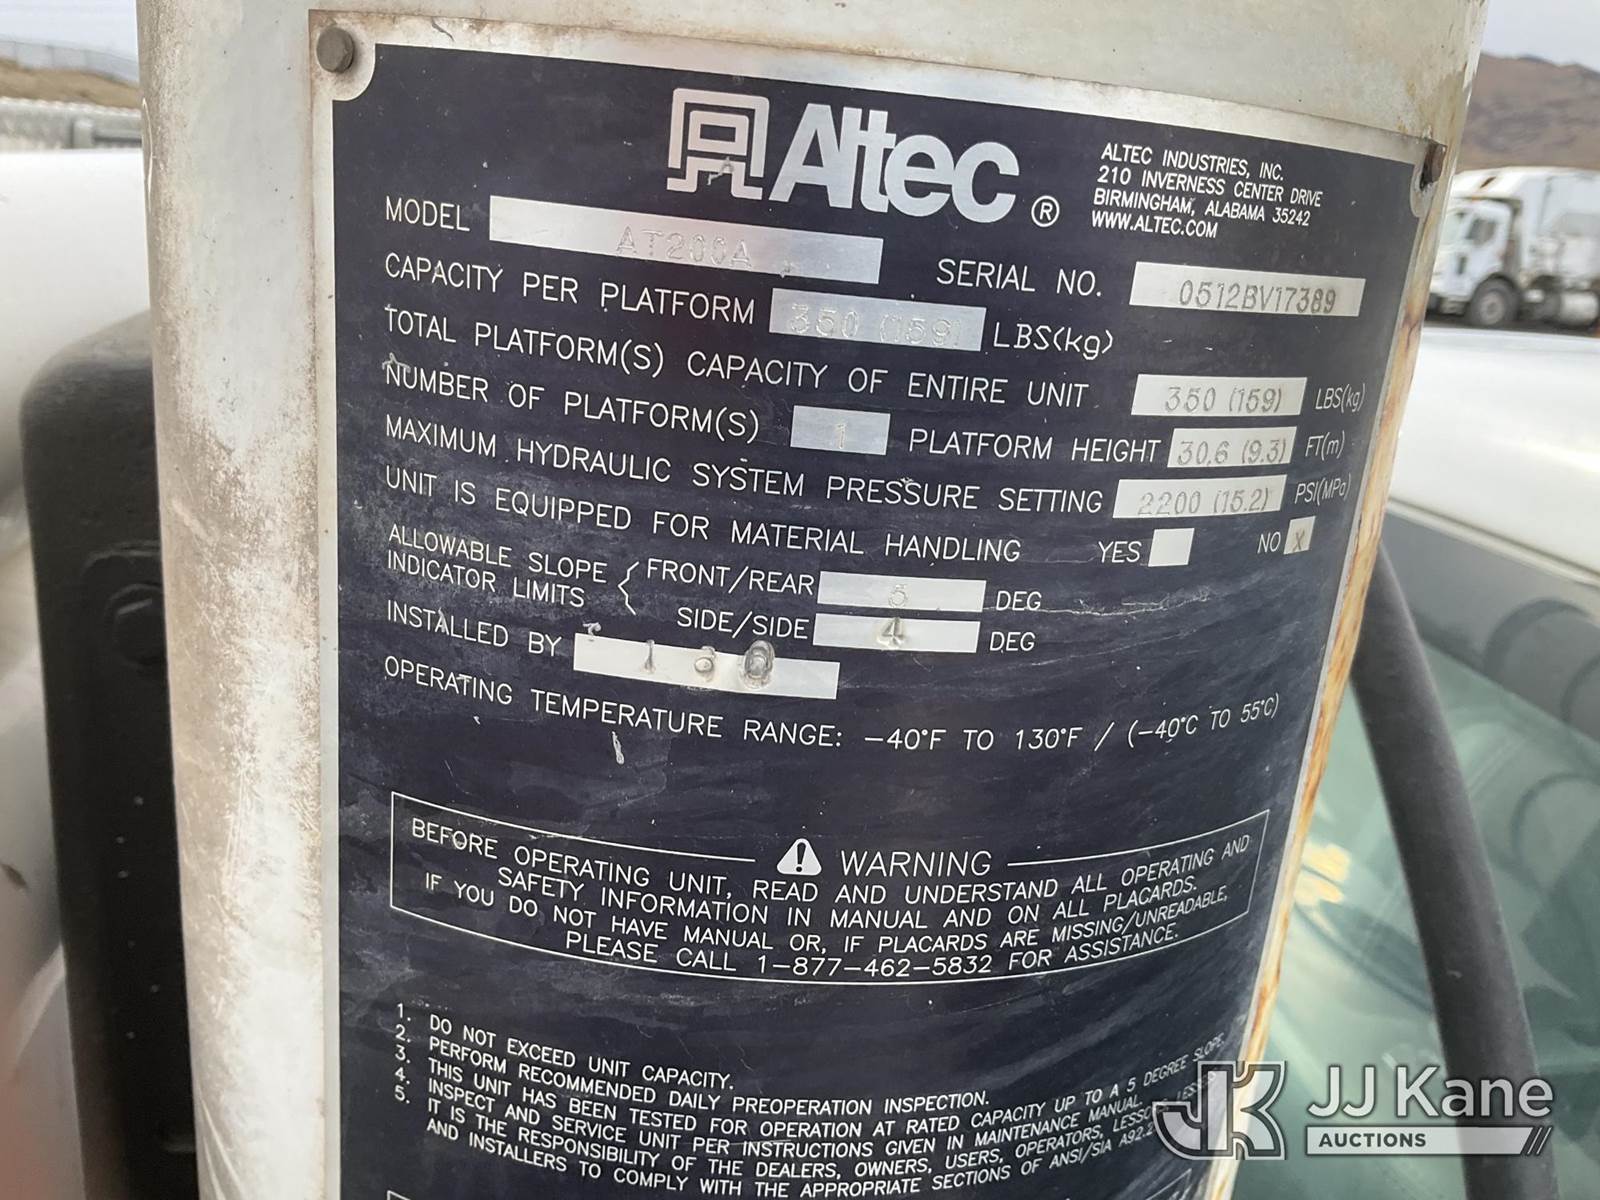 Altec®
ALTEC INDUSTRIES, INC.
210 INVERNESS CENTER DRIVE
BIRMINGHAM, ALABAMA 35242
WWW.ALTEC.COM
MODEL AT200A
SERIAL NO. 0512BV17389
CAPACITY PER PLATFORM 350 (159) LBS(kg)
TOTAL PLATFORM(S) CAPACITY OF ENTIRE UNIT 350 (159) LBS(kg)
NUMBER OF PLATFORM(S) 1 PLATFORM HEIGHT 30.6 (9.3) FT(m)
MAXIMUM HYDRAULIC SYSTEM PRESSURE SETTING 2200 (15.2) PSI(MPa)
UNIT IS EQUIPPED FOR MATERIAL HANDLING YES NO X
ALLOWABLE SLOPE
INDICATOR LIMITS
FRONT/REAR 5 DEG
SIDE/SIDE 4 DEG
INSTALLED BY
OPERATING TEMPERATURE RANGE: -40°F TO 130°F / (-40°C TO 55°C)
WARNING
BEFORE OPERATING UNIT, READ AND UNDERSTAND ALL OPERATING AND
SAFETY INFORMATION IN MANUAL AND ON ALL PLACARDS.
IF YOU DO NOT HAVE MANUAL OR, IF PLACARDS ARE MISSING/UNREADABLE,
PLEASE CALL 1-877-462-5832 FOR ASSISTANCE.
1. DO NOT EXCEED UNIT CAPACITY.
2. PERFORM RECOMMENDED DAILY PREOPERATION INSPECTION.
3. THIS UNIT HAS BEEN TESTED FOR OPERATION AT RATED CAPACITY UP TO A 5 DEGREE SLOPE.
4. INSPECT AND SERVICE UNIT PER INSTRUCTIONS GIVEN IN MAINTENANCE MANUAL.
5. IT IS THE RESPONSIBILITY OF THE DEALERS, OWNERS, USERS, OPERATORS,
AND INSTALLERS TO COMPLY WITH THE APPROPRIATE SECTIONS OF ANSI/SIA
JJ Kane
AUCTIONS